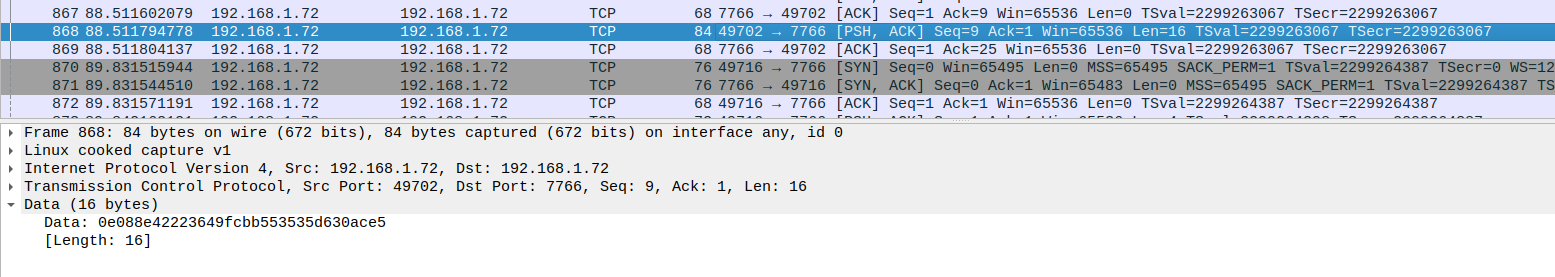 867 88.511602079 192.168.1.72 192.168.1.72 TCP 68 7766 → 49702 [ACK] Seq=1 Ack=9 Win=65536 Len=0 TSval=2299263067 TSecr=2299263067
868 88.511794778 192.168.1.72 192.168.1.72 TCP 84 49702 → 7766 [PSH, ACK] Seq=9 Ack=1 Win=65536 Len=16 TSval=2299263067 TSecr=2299263067
869 88.511804137 192.168.1.72 192.168.1.72 TCP 68 7766 → 49702 [ACK] Seq=1 Ack=25 Win=65536 Len=0 TSval=2299263067 TSecr=2299263067
870 89.831515944 192.168.1.72 192.168.1.72 TCP 76 49716 → 7766 [SYN] Seq=0 Win=65495 Len=0 MSS=65495 SACK_PERM=1 TSval=2299264387 TSecr=0 WS=12
871 89.831544510 192.168.1.72 192.168.1.72 TCP 76 7766 → 49716 [SYN, ACK] Seq=0 Ack=1 Win=65483 Len=0 MSS=65495 SACK_PERM=1 TSval=2299264387 TS
872 89.831571191 192.168.1.72 192.168.1.72 TCP 68 49716 → 7766 [ACK] Seq=1 Ack=1 Win=65536 Len=0 TSval=2299264387 TSecr=2299264387
Frame 868: 84 bytes on wire (672 bits), 84 bytes captured (672 bits) on interface any, id 0
Linux cooked capture v1
Internet Protocol Version 4, Src: 192.168.1.72, Dst: 192.168.1.72
Transmission Control Protocol, Src Port: 49702, Dst Port: 7766, Seq: 9, Ack: 1, Len: 16
Data (16 bytes)
Data: 0e088e42223649fcbb553535d630ace5
[Length: 16]